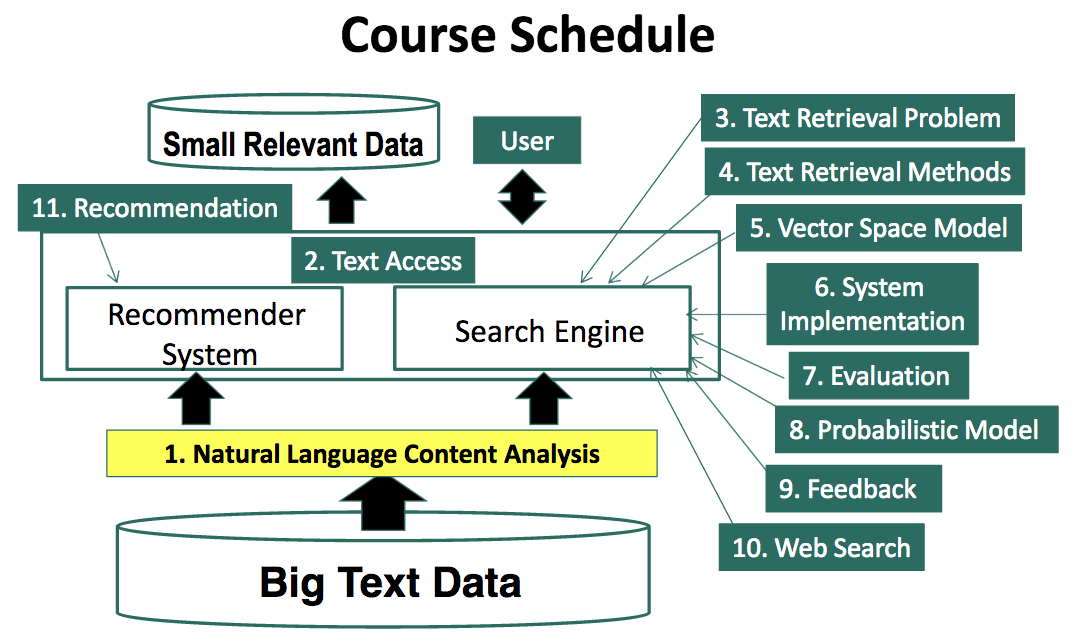 Course Schedule
Small Relevant Data
User
3. Text Retrieval Problem
4. Text Retrieval Methods
11. Recommendation
5. Vector Space Model
2. Text Access
6. System
Implementation
Recommender
System
Search Engine
7. Evaluation
8. Probabilistic Model
1. Natural Language Content Analysis
9. Feedback
10. Web Search
Big Text Data